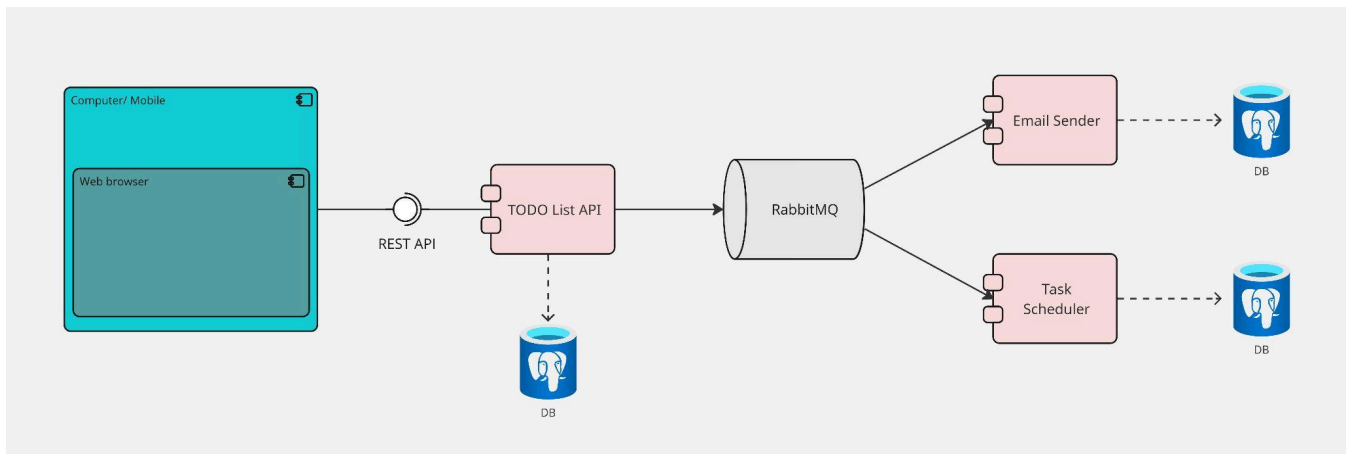 Computer/ Mobile
Web browser
REST API
TODO List API
DB
RabbitMQ
Email Sender
DB
Task
Scheduler
DB